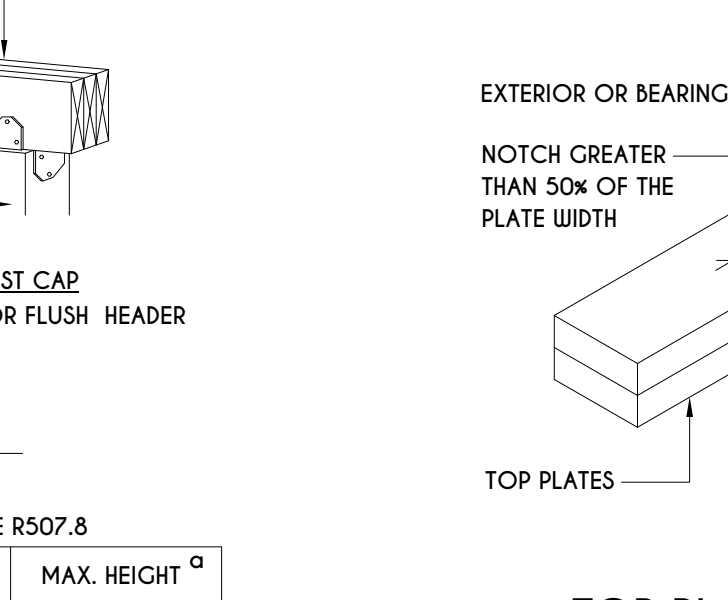 ST CAP
OR FLUSH HEADER
E R507.8
MAX. HEIGHT a
EXTERIOR OR BEARING
NOTCH GREATER
THAN 50% OF THE
PLATE WIDTH
TOP PLATES